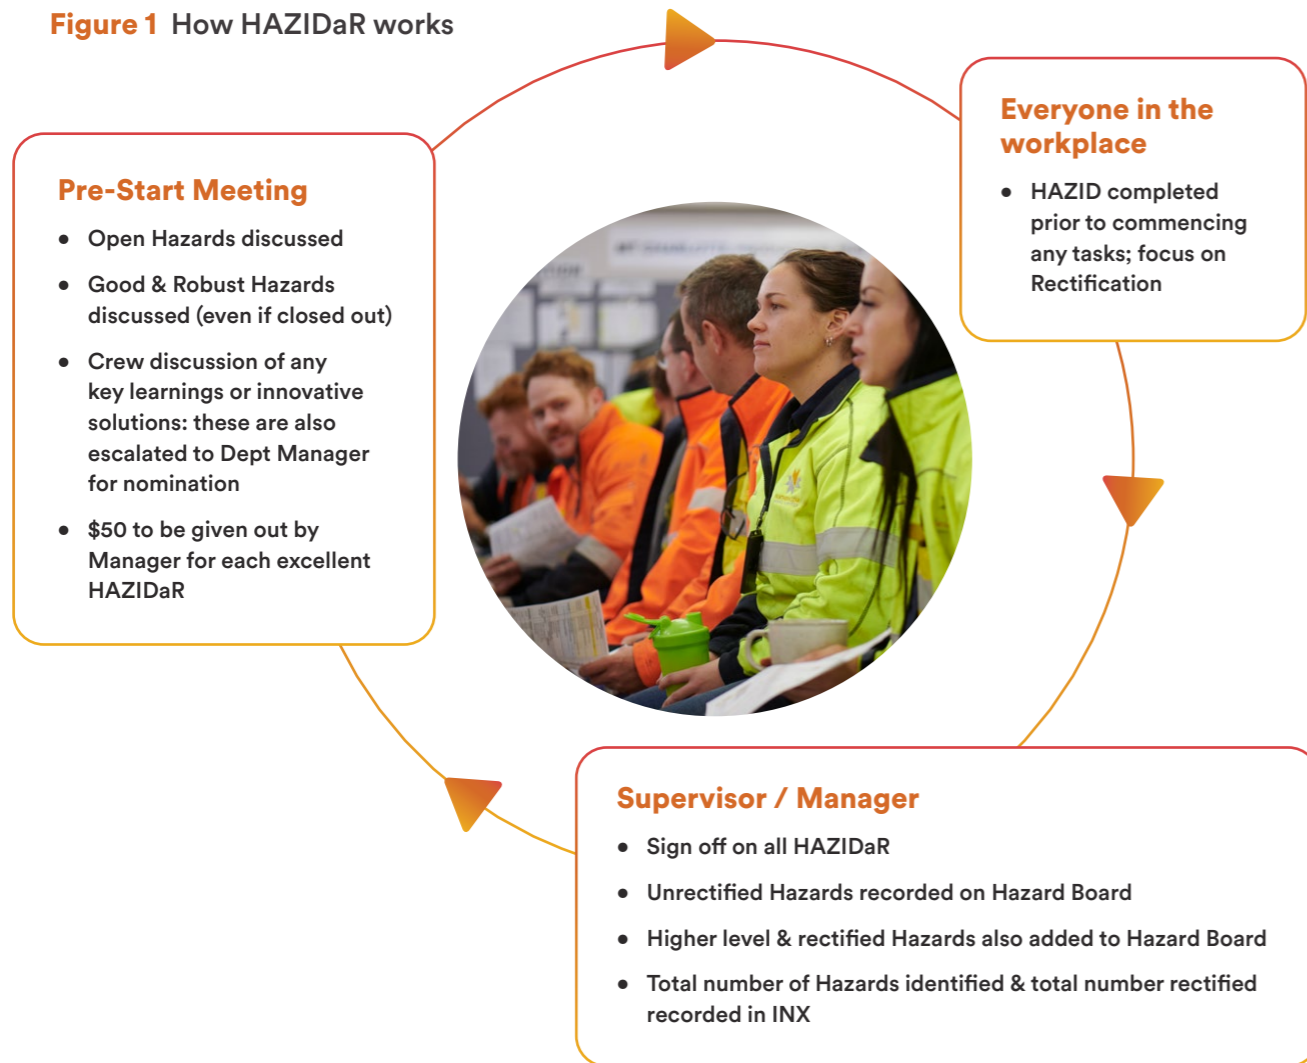 Figure 1 How HAZIDaR works
Pre-Start Meeting
• Open Hazards discussed
• Good & Robust Hazards
discussed (even if closed out)
• Crew discussion of any
key learnings or innovative
solutions: these are also
escalated to Dept Manager
for nomination
• $50 to be given out by
Manager for each excellent
HAZIDaR
Everyone in the
workplace
• HAZID completed
prior to commencing
any tasks; focus on
Rectification
Supervisor / Manager
• Sign off on all HAZIDaR
• Unrectified Hazards recorded on Hazard Board
• Higher level & rectified Hazards also added to Hazard Board
• Total number of Hazards identified & total number rectified
recorded in INX